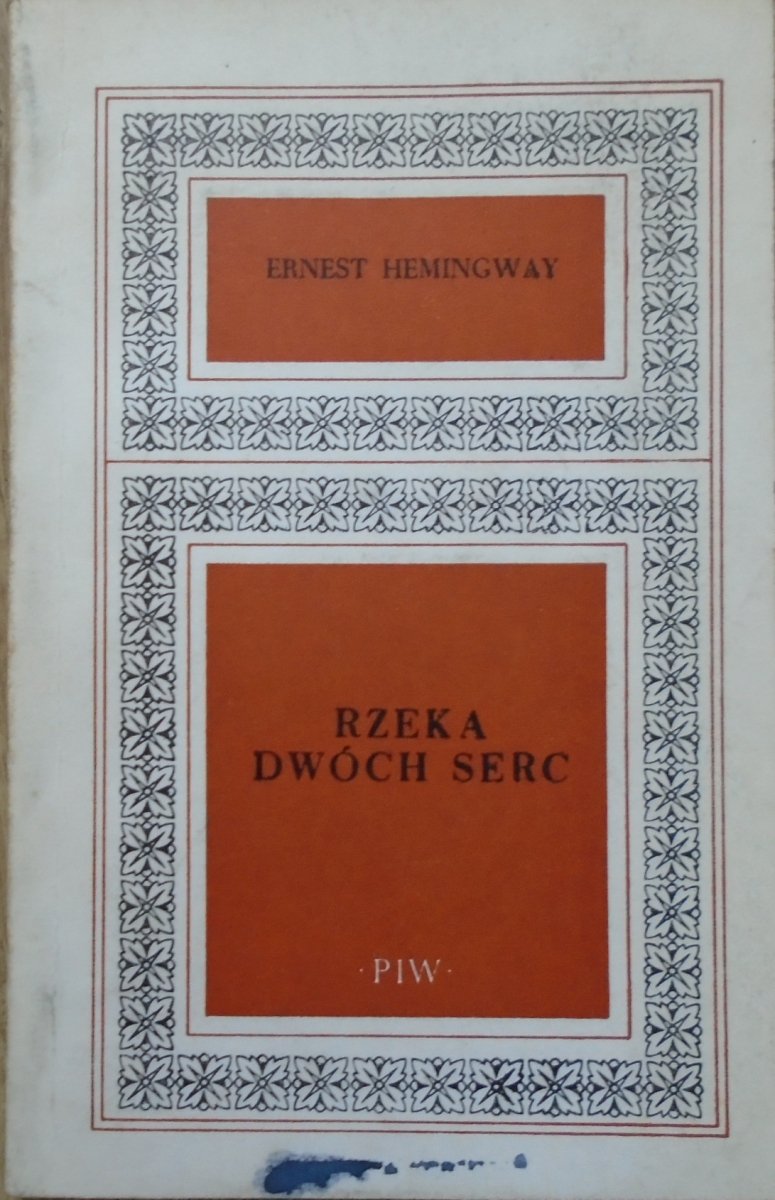 ERNEST HEMINGWAY
RZEKA
DWÓCH SERC
· PIW ·